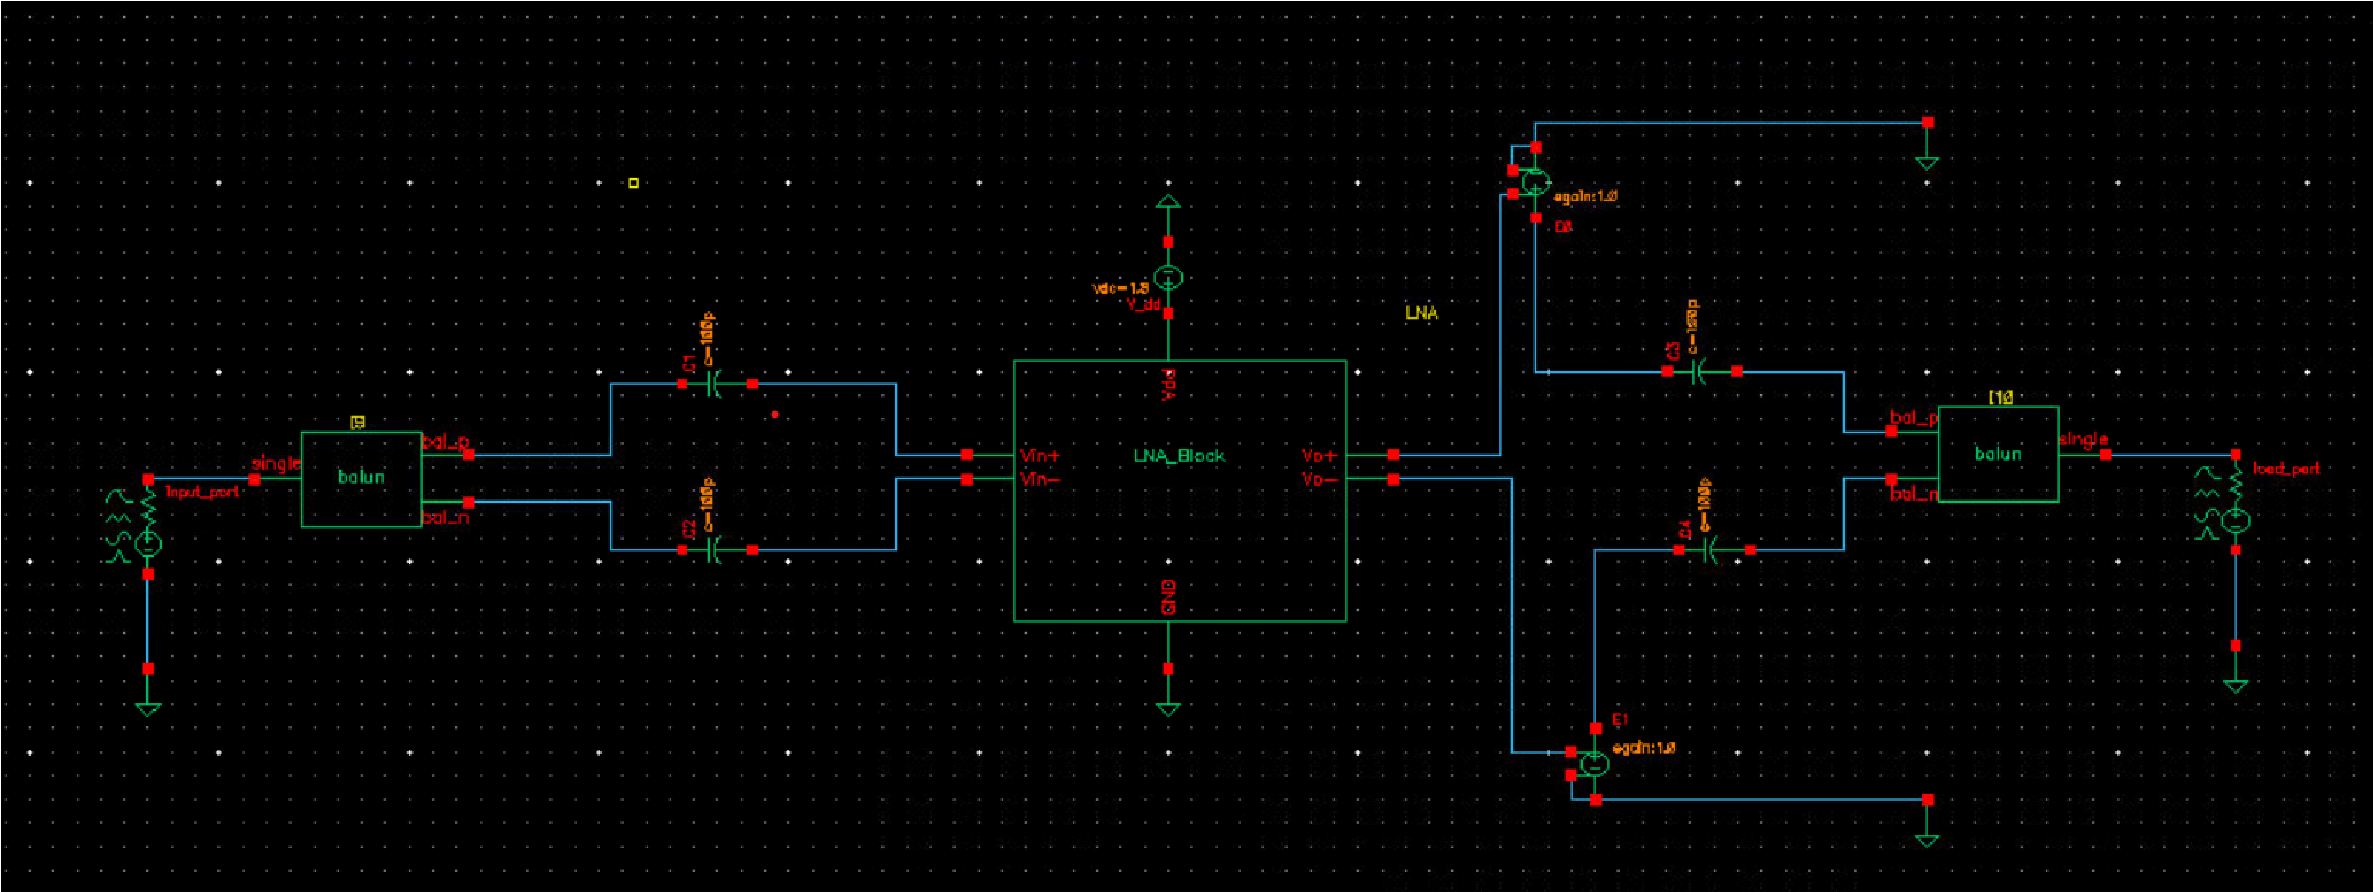 egain:1.0
E0
vdc=1.8
V_dd
LNA
c=100p
C1
c=100p
C3
Vdd
I10
bal_p
bal_p
single
single
balun
Vin+
LNA_Block
Vo+
balun
load_port
input_port
Vin-
Vo-
bal_n
bal_n
c=100p
C2
c=100p
C4
GND
E1
egain:1.0